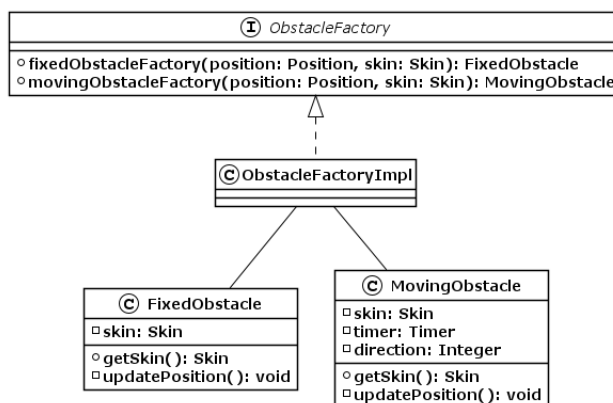 I ObstacleFactory
fixedObstacleFactory(position: Position, skin: Skin): FixedObstacle
movingObstacleFactory(position: Position, skin: Skin): MovingObstacle
C ObstacleFactoryImpl
C FixedObstacle
skin: Skin
getSkin(): Skin
updatePosition(): void
C MovingObstacle
skin: Skin
timer: Timer
direction: Integer
getSkin(): Skin
updatePosition(): void